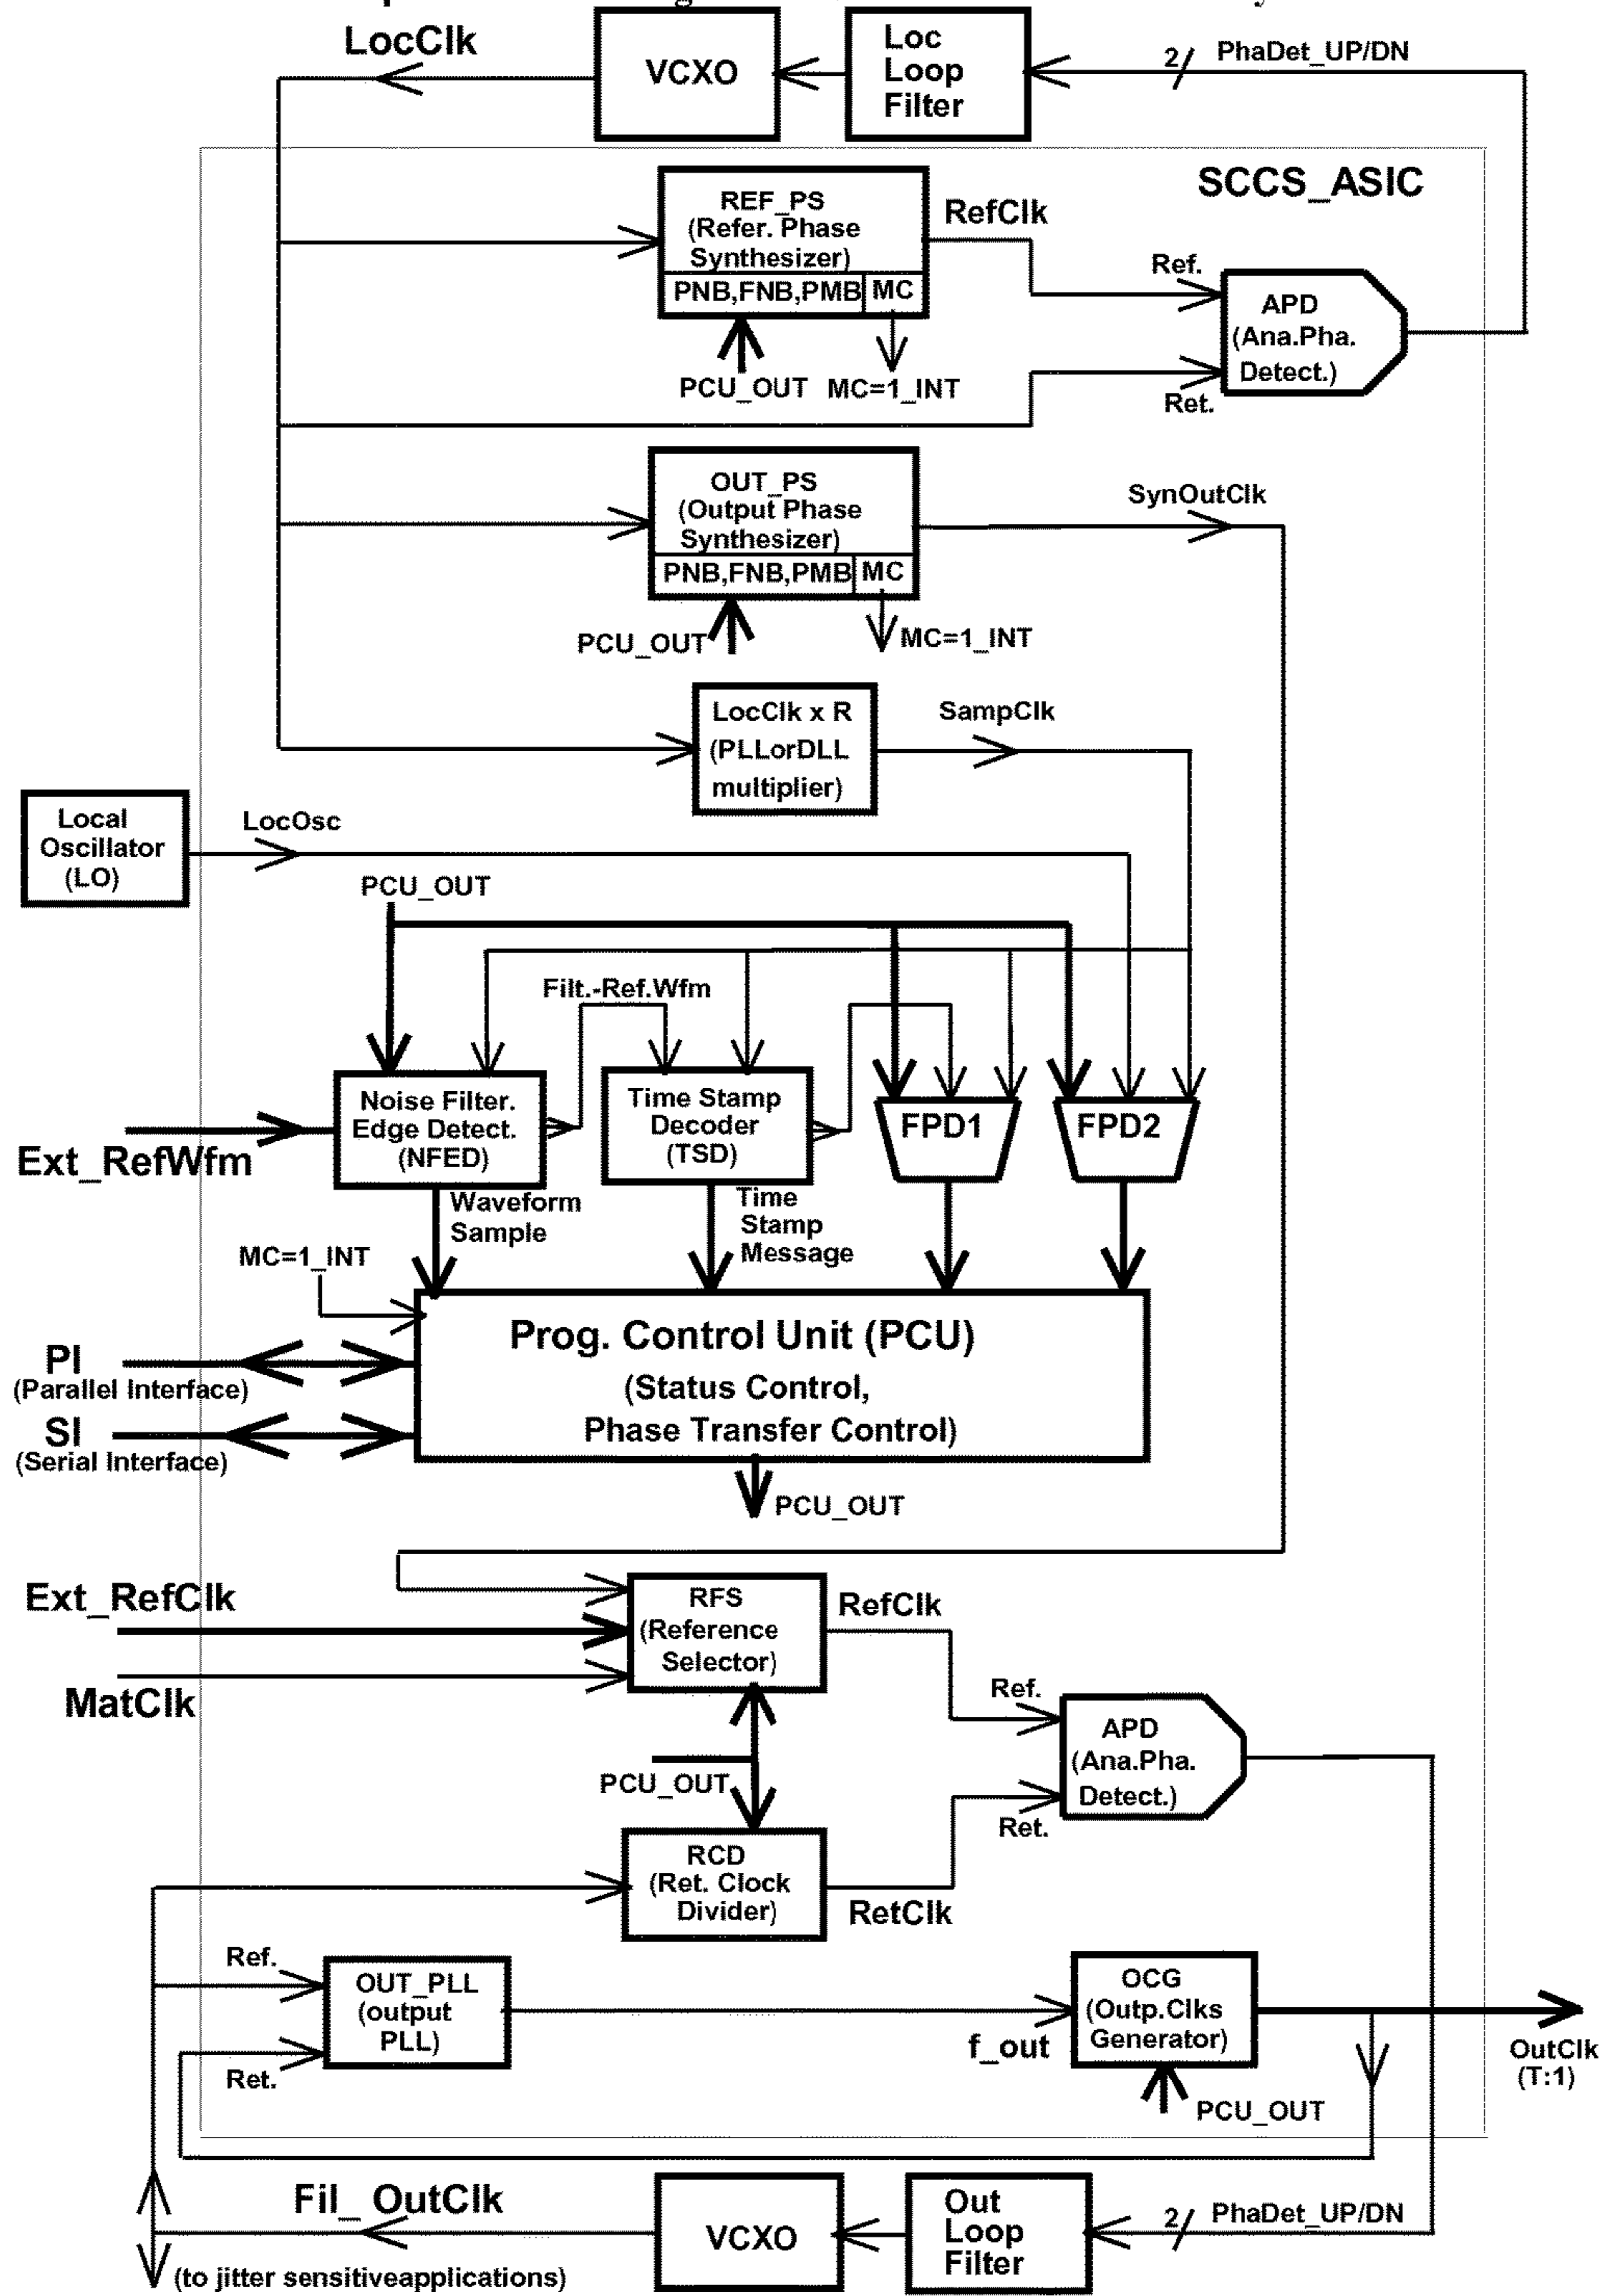 LocClk
VCXO
Loc
Loop
Filter
2/
PhaDet_UP/DN
SCCS_ASIC
REF_PS
(Refer. Phase
Synthesizer)
PNB,FNB,PMB
MC
RefClk
Ref.
APD
(Ana.Pha.
Detect.)
PCU_OUT
MC=1_INT
Ret.
OUT_PS
(Output Phase
Synthesizer)
PNB,FNB,PMB
MC
SynOutClk
PCU_OUT
MC=1_INT
LocClk x R
(PLLorDLL
multiplier)
SampClk
Local
Oscillator
(LO)
LocOsc
PCU_OUT
Filt.-Ref.Wfm
Noise Filter.
Edge Detect.
(NFED)
Time Stamp
Decoder
(TSD)
FPD1
FPD2
Ext_RefWfm
Waveform
Sample
Time
Stamp
Message
MC=1_INT
Prog. Control Unit (PCU)
(Status Control,
Phase Transfer Control)
PI
(Parallel Interface)
SI
(Serial Interface)
PCU_OUT
Ext_RefClk
RFS
(Reference
Selector)
RefClk
MatClk
Ref.
APD
(Ana.Pha.
Detect.)
PCU_OUT
Ret.
RCD
(Ret. Clock
Divider)
RetClk
Ref.
OUT_PLL
(output
PLL)
Ret.
f_out
OCG
(Outp.Clks
Generator)
OutClk
(T:1)
PCU_OUT
Fil_ OutClk
VCXO
Out
Loop
Filter
2/
PhaDet_UP/DN
(to jitter sensitiveapplications)